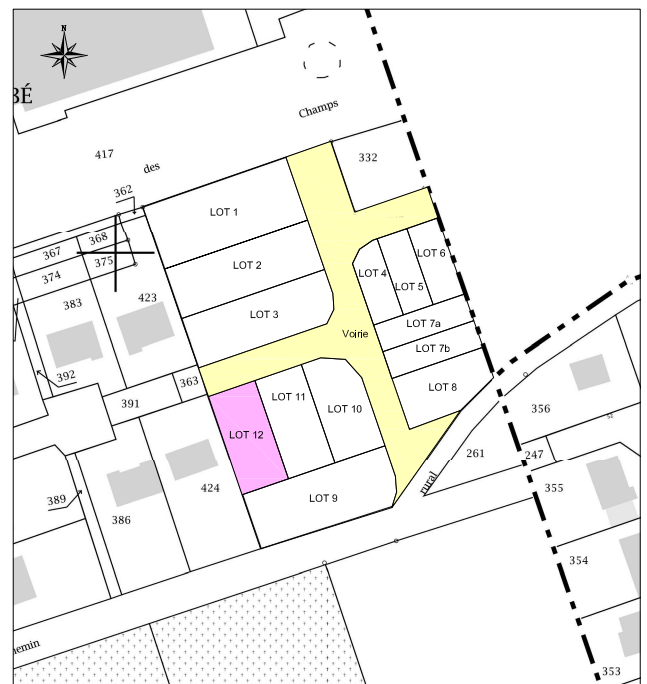 N
BÉ
Champs
417
des
332
362
LOT 1
368
367
LOT 6
375
LOT 2
LOT 4
374
LOT 5
423
383
LOT 3
LOT 7a
Voirie
LOT 7b
392
363
LOT 8
391
LOT 11
LOT 10
356
LOT 12
261
247
rural
424
355
LOT 9
389
386
354
hemin
353